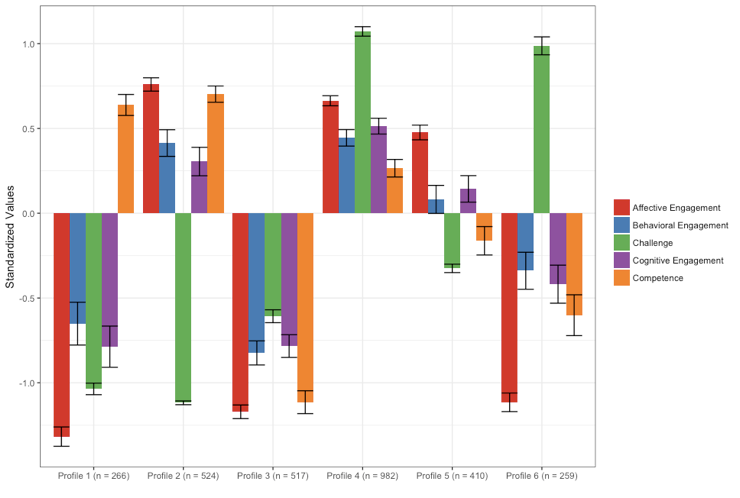 Standardized Values
1.0
0.5
0.0
-0.5
-1.0
Profile 1 (n = 266) Profile 2 (n = 524) Profile 3 (n = 517) Profile 4 (n = 982) Profile 5 (n = 410) Profile 6 (n = 259)
Affective Engagement
Behavioral Engagement
Challenge
Cognitive Engagement
Competence